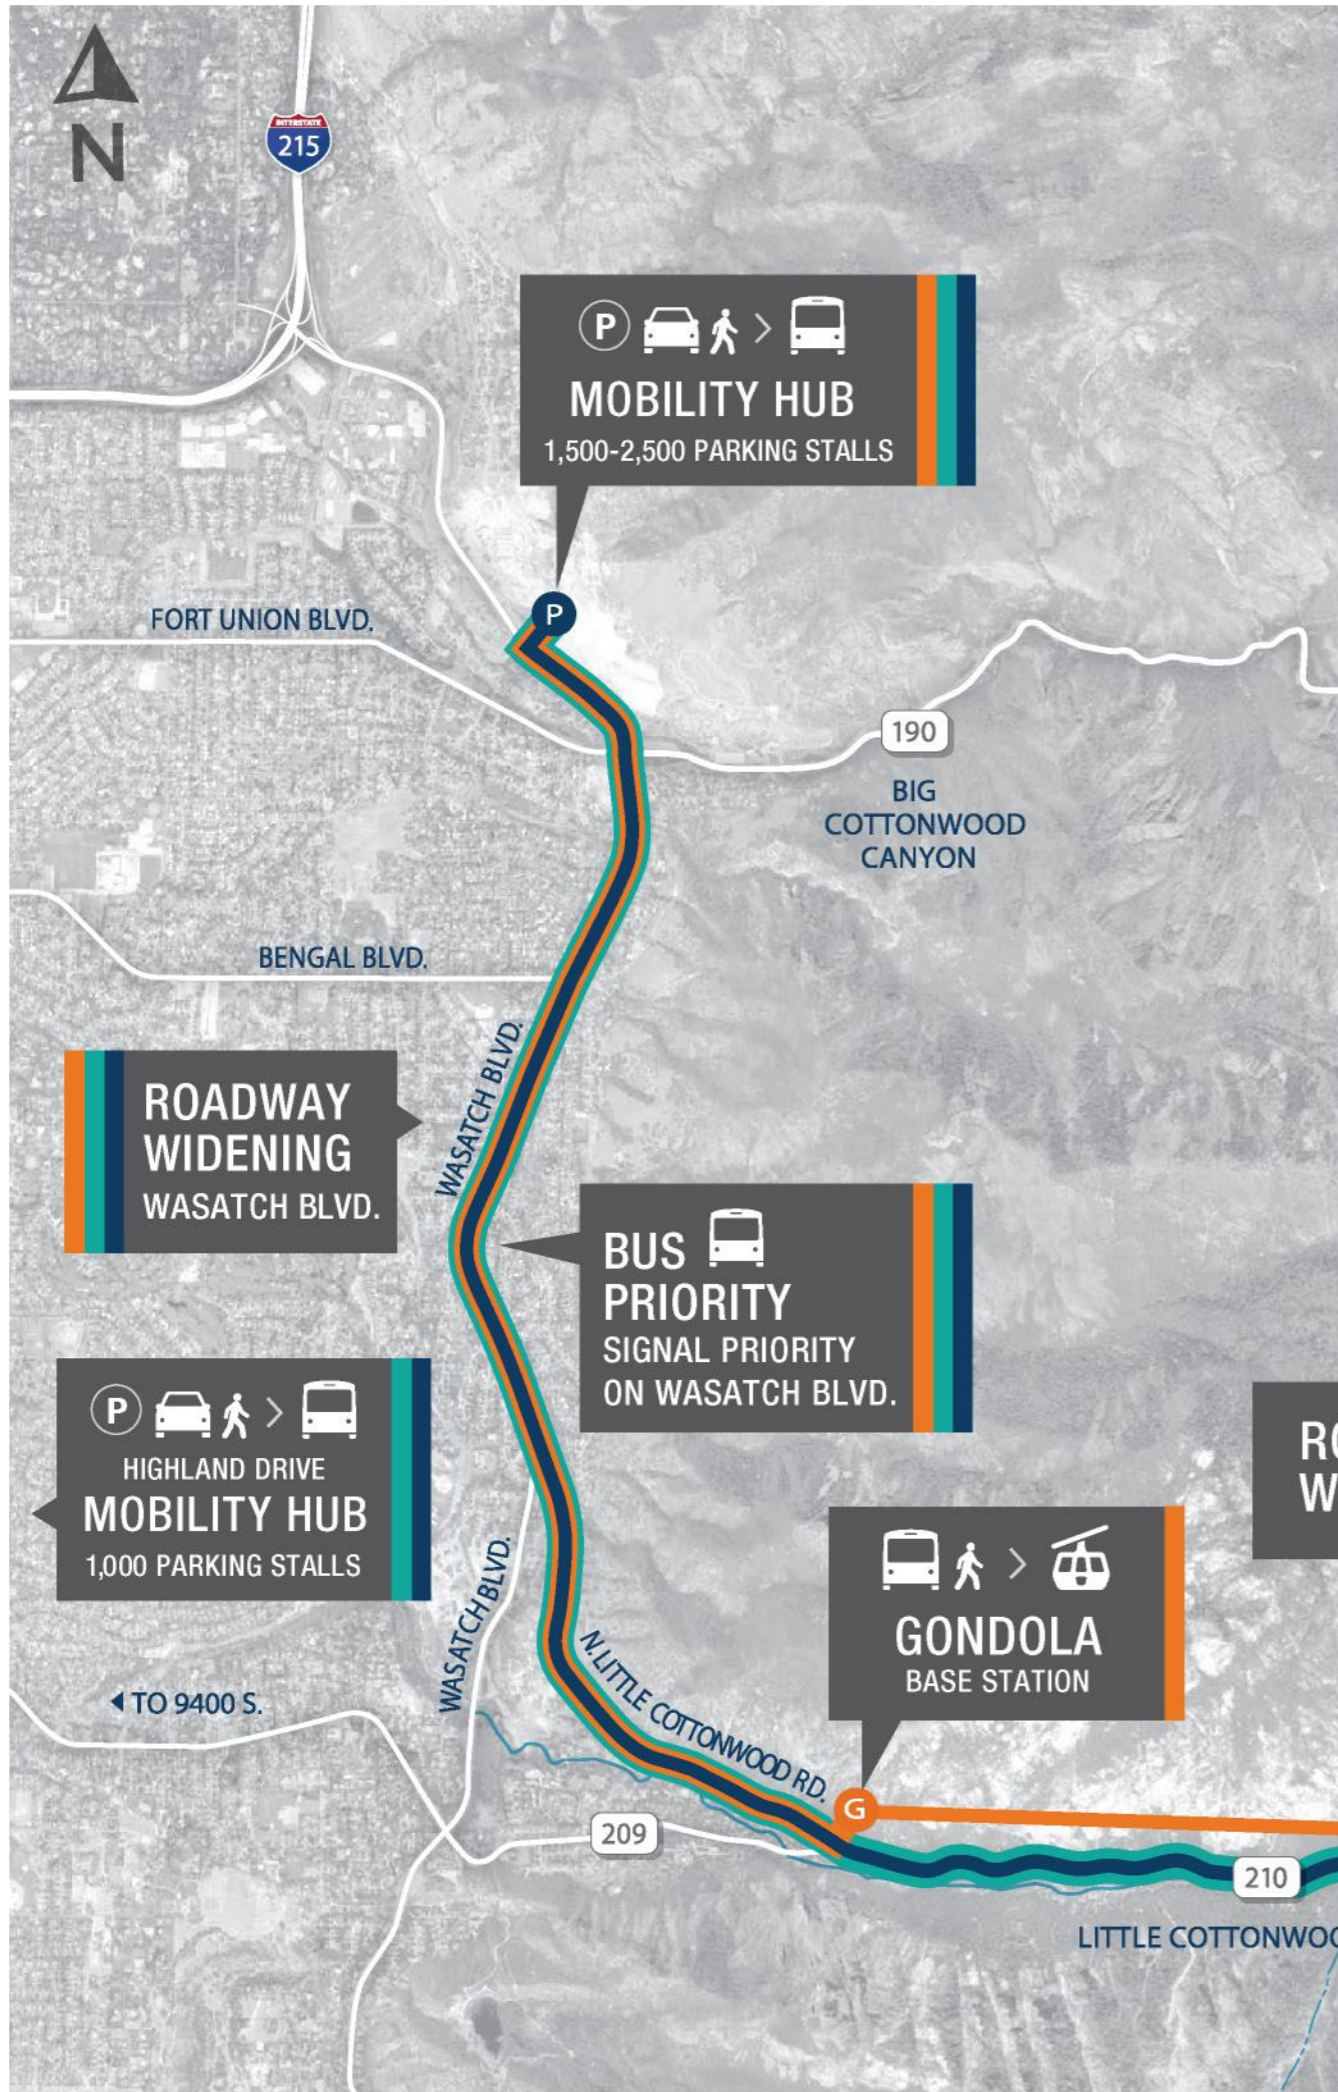 N
INTERSTATE
215
P
MOBILITY HUB
1,500-2,500 PARKING STALLS
P
FORT UNION BLVD.
190
BIG
COTTONWOOD
CANYON
BENGAL BLVD.
WASATCH BLVD.
ROADWAY
WIDENING
WASATCH BLVD.
BUS
PRIORITY
SIGNAL PRIORITY
ON WASATCH BLVD.
P
HIGHLAND DRIVE
MOBILITY HUB
1,000 PARKING STALLS
WASATCH BLVD.
GONDOLA
BASE STATION
TO 9400 S.
N. LITTLE COTTONWOOD RD.
G
209
210
LITTLE